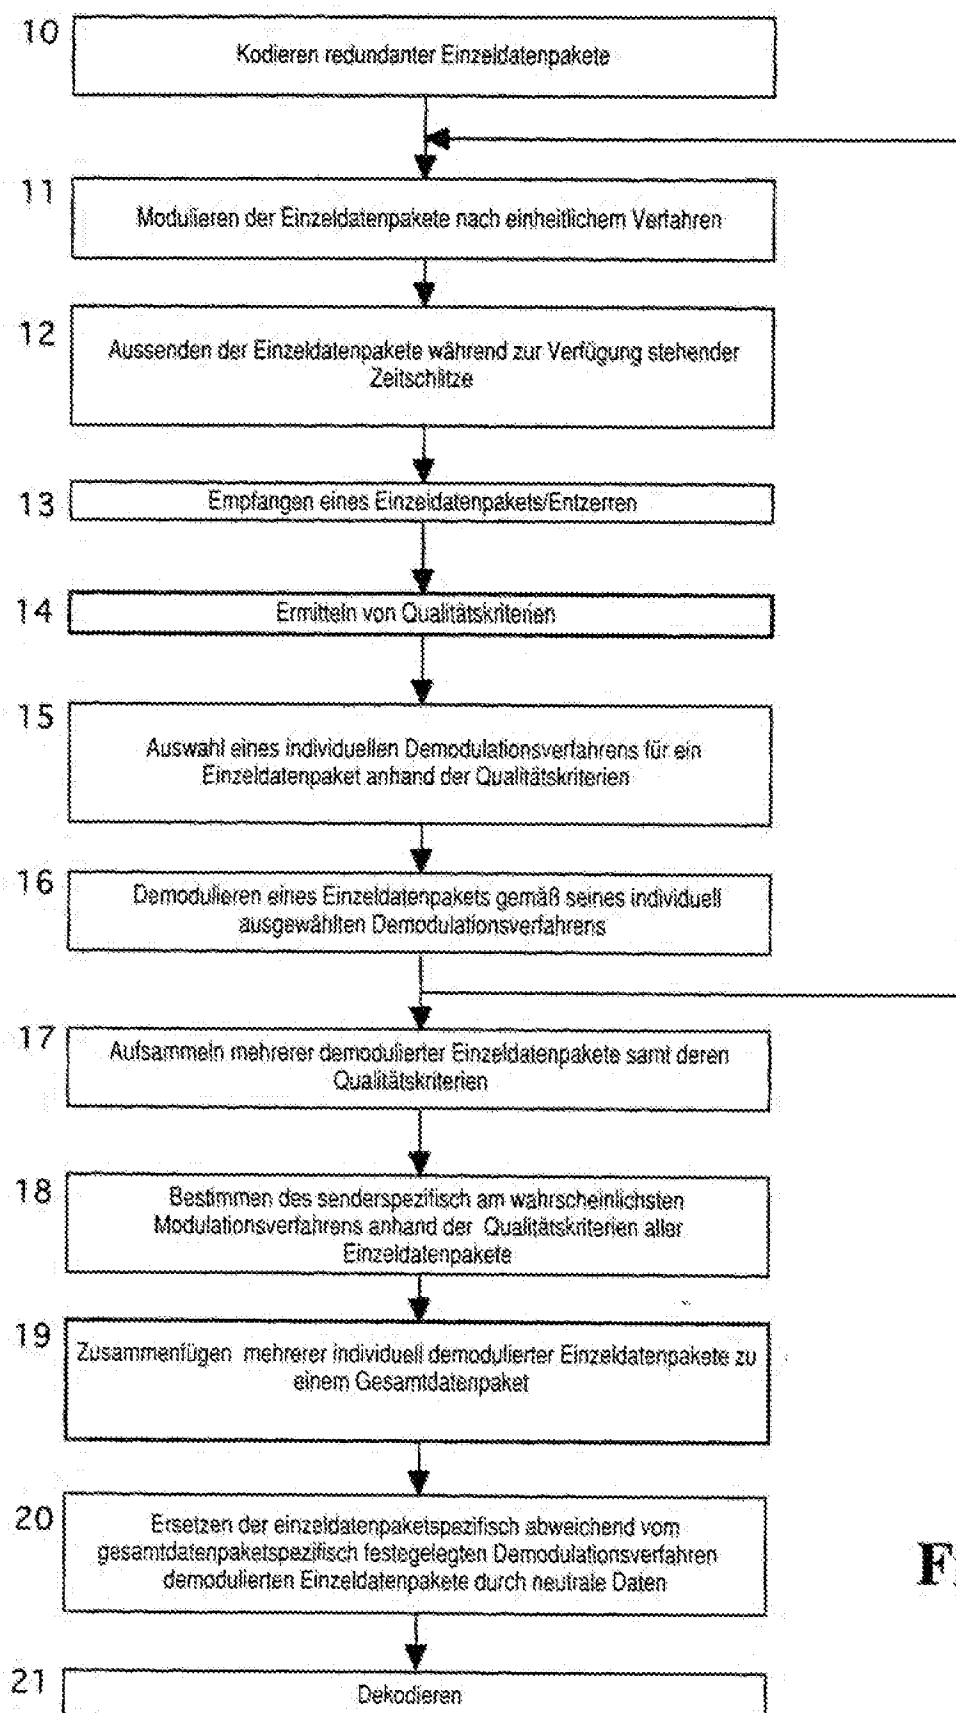 10
Kodieren redundanter Einzeldatenpakete
11
Modulieren der Einzeldatenpakete nach einheitlichem Verfahren
12
Aussenden der Einzeldatenpakete während zur Verfügung stehender
Zeitschlitze
13
Empfangen eines Einzeldatenpakets/Entzerren
14
Ermitteln von Qualitätskriterien
15
Auswahl eines individuellen Demodulationsverfahrens für ein
Einzeldatenpaket anhand der Qualitätskriterien
16
Demodulieren eines Einzeldatenpakets gemäß seines individuell
ausgewählten Demodulationsverfahrens
17
Aufsammeln mehrerer demodulierter Einzeldatenpakete samt deren
Qualitätskriterien
18
Bestimmen des senderspezifisch am wahrscheinlichsten
Modulationsverfahrens anhand der Qualitätskriterien aller
Einzeldatenpakete
19
Zusammenfügen mehrerer individuell demodulierter Einzeldatenpakete zu
einem Gesamtdatenpaket
20
Ersetzen der einzeldatenpaketspezifisch abweichend vom
gesamtdatenpaketspezifisch festegelegten Demodulationsverfahren
demodulierten Einzeldatenpakete durch neutrale Daten
21
Dekodieren